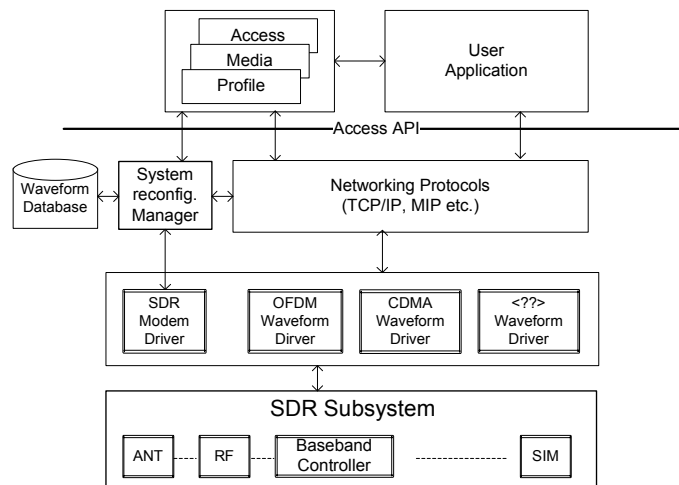 Access
Media
Profile
User
Application
Access API
Waveform
Database
System
reconfig.
Manager
Networking Protocols
(TCP/IP, MIP etc.)
SDR
Modem
Driver
OFDM
Waveform
Dirver
CDMA
Waveform
Driver
<??>
Waveform
Driver
SDR Subsystem
ANT
RF
Baseband
Controller
SIM